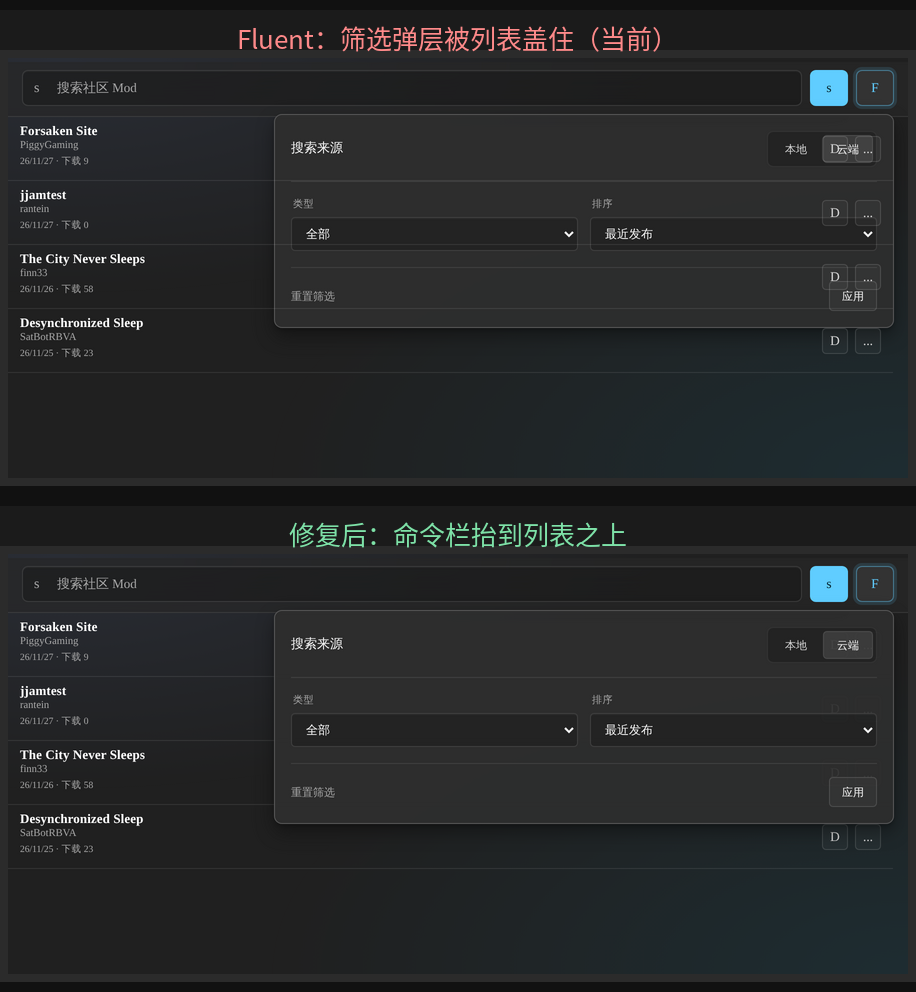 Fluent：筛选弹层被列表盖住（当前）
s 搜索社区 Mod s F
Forsaken Site
PiggyGaming
26/11/27 · 下载 9
搜索来源 本地 云端 D ...
jjamtest
rantein
26/11/27 · 下载 0
类型 排序 D ...
全部 最近发布
The City Never Sleeps
finn33
26/11/26 · 下载 58
D ...
重置筛选 应用
Desynchronized Sleep
SatBotRBVA
26/11/25 · 下载 23
D ...
修复后：命令栏抬到列表之上
s 搜索社区 Mod s F
Forsaken Site
PiggyGaming
26/11/27 · 下载 9
搜索来源 本地 云端
jjamtest
rantein
26/11/27 · 下载 0
类型 排序 D
全部 最近发布
The City Never Sleeps
finn33
26/11/26 · 下载 58
D
重置筛选 应用
Desynchronized Sleep
SatBotRBVA
26/11/25 · 下载 23
D ...